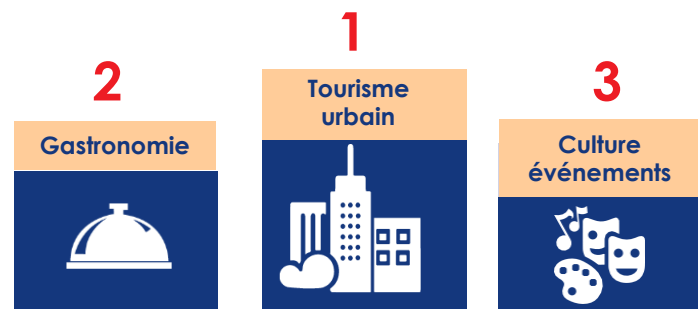 1
2
3
Tourisme
urbain
Gastronomie
Culture
événements